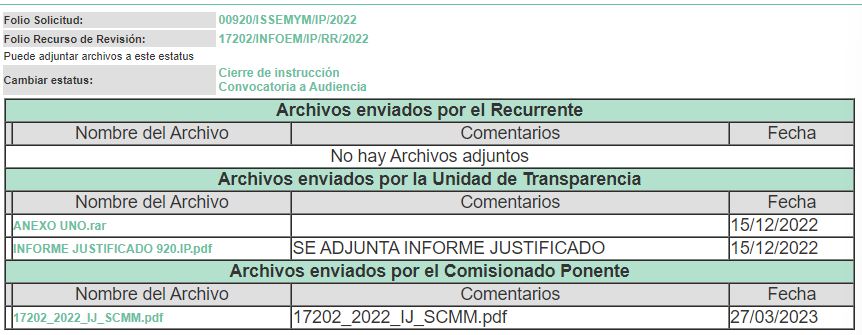 Folio Solicitud: 00920/ISSEMYM/IP/2022
Folio Recurso de Revisión: 17202/INFOEM/IP/RR/2022
Puede adjuntar archivos a este estatus
Cambiar estatus: Cierre de instrucción
Convocatoria a Audiencia
Archivos enviados por el Recurrente
Nombre del Archivo Comentarios Fecha
No hay Archivos adjuntos
Archivos enviados por la Unidad de Transparencia
Nombre del Archivo Comentarios Fecha
ANEXO UNO.rar 15/12/2022
INFORME JUSTIFICADO 920.IP.pdf SE ADJUNTA INFORME JUSTIFICADO 15/12/2022
Archivos enviados por el Comisionado Ponente
Nombre del Archivo Comentarios Fecha
17202_2022_IJ_SCMM.pdf 17202_2022_IJ_SCMM.pdf 27/03/2023